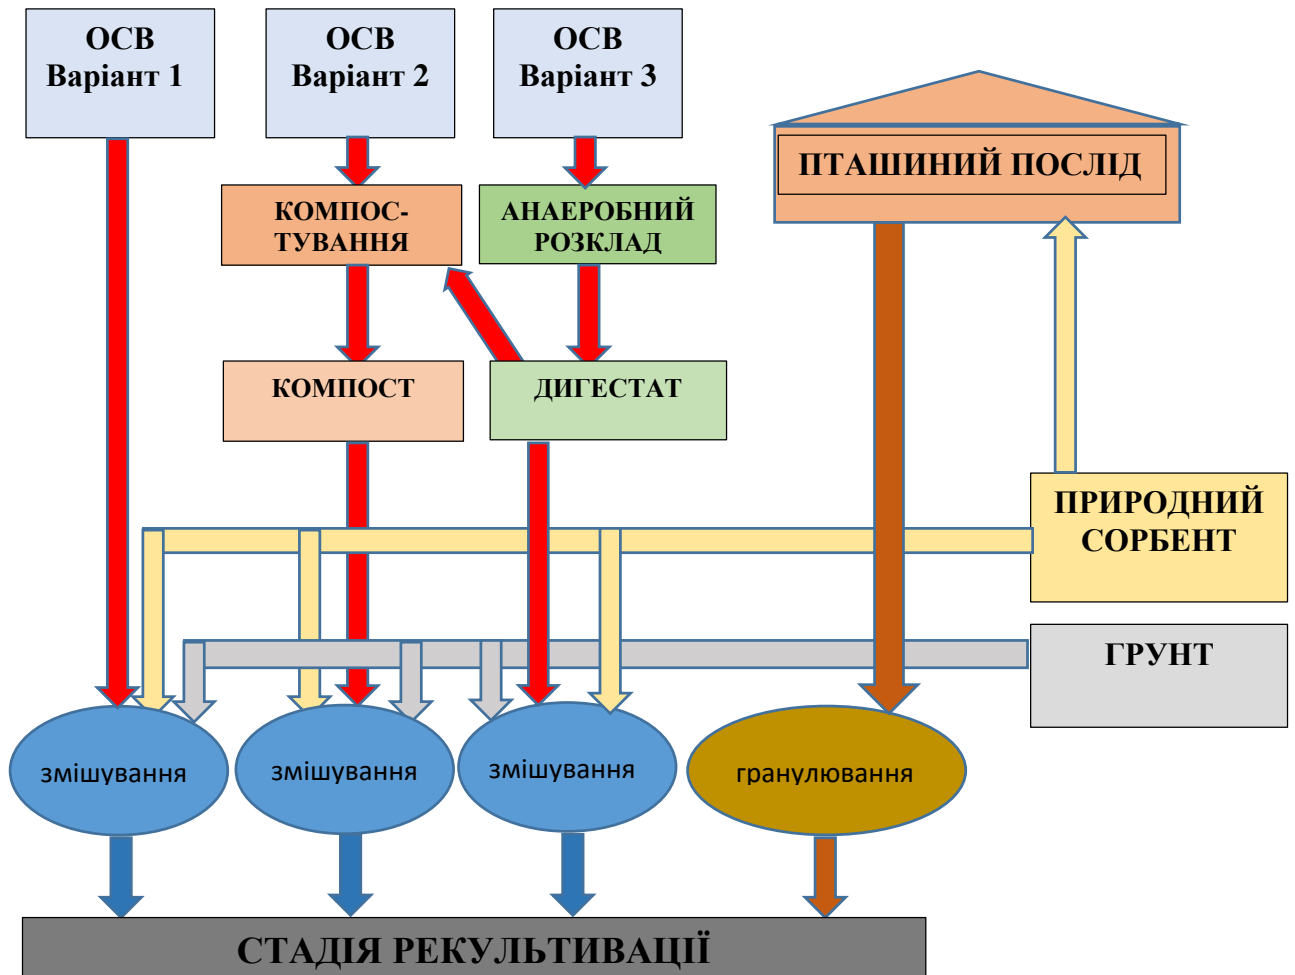 ОСВ
Варіант 1
ОСВ
Варіант 2
ОСВ
Варіант 3
ПТАШИНИЙ ПОСЛІД
КОМПОС-
ТУВАННЯ
АНАЕРОБНИЙ
РОЗКЛАД
КОМПОСТ
ДИГЕСТАТ
ПРИРОДНИЙ
СОРБЕНТ
ГРУНТ
змішування
змішування
змішування
гранулювання
СТАДІЯ РЕКУЛЬТИВАЦІЇ